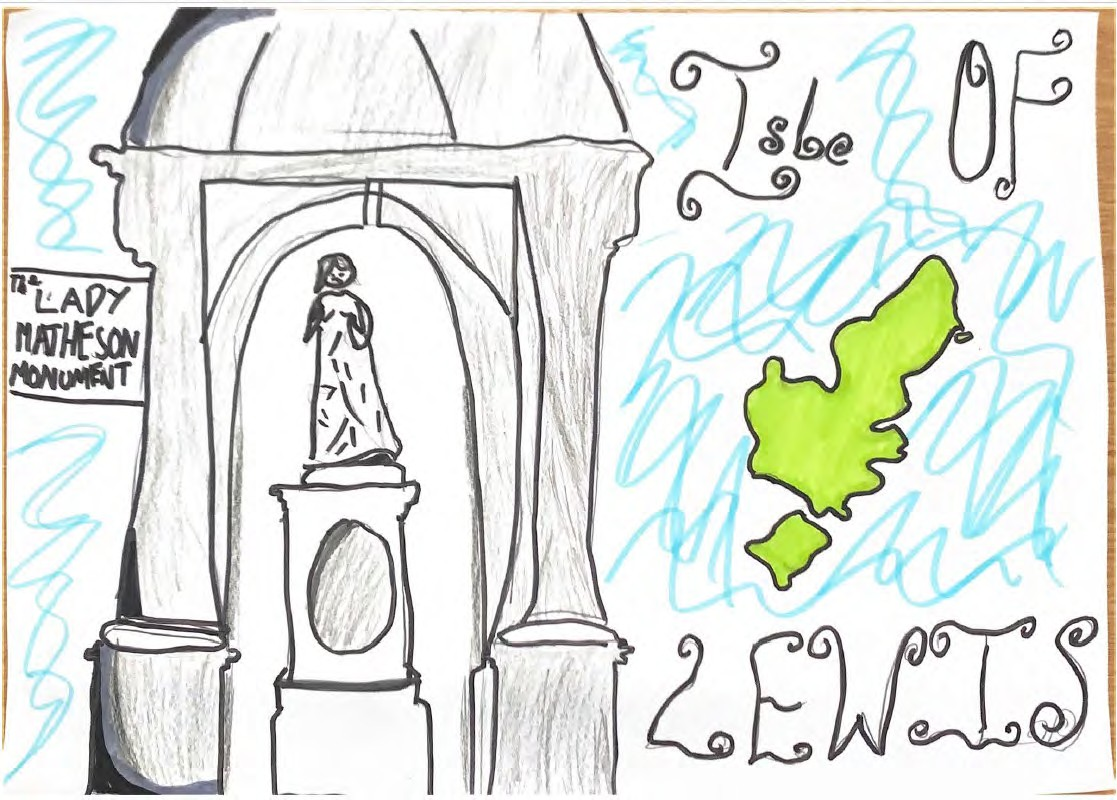 The
LADY
MATHESON
MONUMENT
Isbe OF
LEWIS